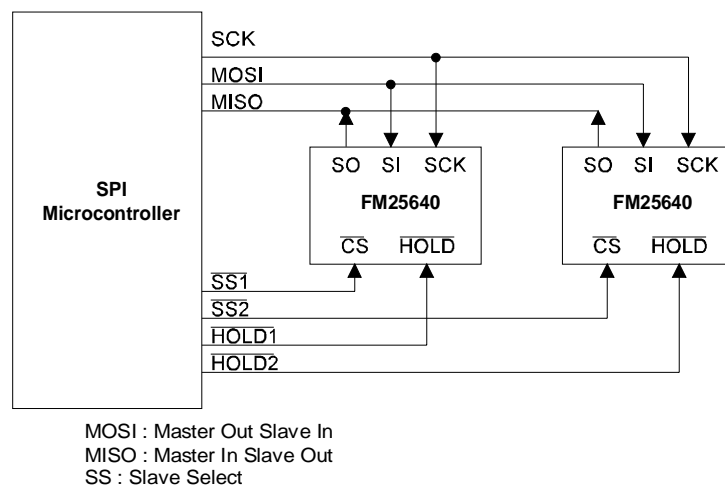 SCK
MOSI
MISO
SO SI SCK
FM25640
CS HOLD
SO SI SCK
FM25640
CS HOLD
SPI
Microcontroller
SS1
SS2
HOLD1
HOLD2
MOSI : Master Out Slave In
MISO : Master In Slave Out
SS : Slave Select